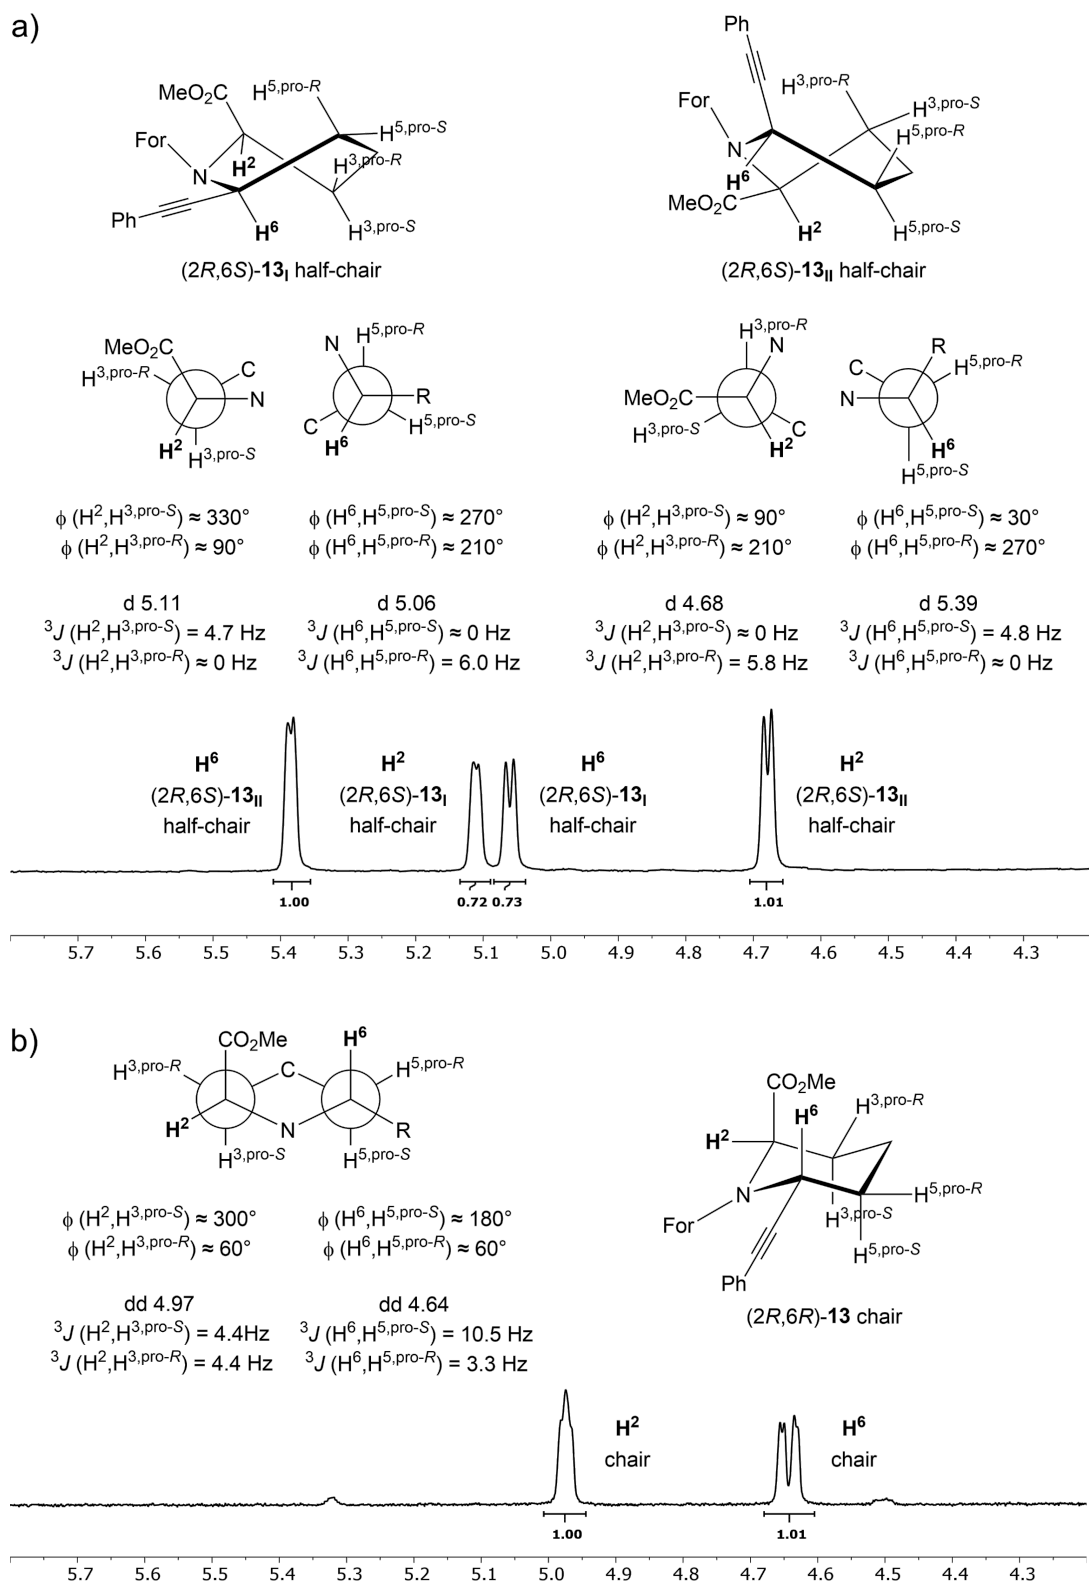 a)
Ph
MeO₂C
H⁵,pro-R
H³,pro-R
For
H⁵,pro-S
For
H³,pro-S
H²
H³,pro-R
H⁵,pro-R
N
N
H⁶
Ph
H³,pro-S
MeO₂C
H⁶
H²
H⁵,pro-S
(2R,6S)-13I half-chair
(2R,6S)-13II half-chair
MeO₂C
H³,pro-R
C
N
H²
H³,pro-S
N
H⁵,pro-R
R
C
H⁵,pro-S
H⁶
H³,pro-R
N
MeO₂C
H³,pro-S
C
H²
R
C
H⁵,pro-R
N
H⁶
H⁵,pro-S
ϕ (H²,H³,pro-S) ≈ 330° ϕ (H⁶,H⁵,pro-S) ≈ 270° ϕ (H²,H³,pro-S) ≈ 90° ϕ (H⁶,H⁵,pro-S) ≈ 30°
ϕ (H²,H³,pro-R) ≈ 90° ϕ (H⁶,H⁵,pro-R) ≈ 210° ϕ (H²,H³,pro-R) ≈ 210° ϕ (H⁶,H⁵,pro-R) ≈ 270°
d 5.11 d 5.06 d 4.68 d 5.39
³J (H²,H³,pro-S) = 4.7 Hz ³J (H⁶,H⁵,pro-S) ≈ 0 Hz ³J (H²,H³,pro-S) ≈ 0 Hz ³J (H⁶,H⁵,pro-S) = 4.8 Hz
³J (H²,H³,pro-R) ≈ 0 Hz ³J (H⁶,H⁵,pro-R) = 6.0 Hz ³J (H²,H³,pro-R) = 5.8 Hz ³J (H⁶,H⁵,pro-R) ≈ 0 Hz
H⁶ H² H⁶ H²
(2R,6S)-13II (2R,6S)-13I (2R,6S)-13I (2R,6S)-13II
half-chair half-chair half-chair half-chair
1.00 0.72 0.73 1.01
5.7 5.6 5.5 5.4 5.3 5.2 5.1 5.0 4.9 4.8 4.7 4.6 4.5 4.4 4.3
b)
CO₂Me
H⁶
H³,pro-R
C
H⁵,pro-R
H²
N
R
H³,pro-S
H⁵,pro-S
CO₂Me
H⁶
H³,pro-R
H²
N
H⁵,pro-R
For
H³,pro-S
H⁵,pro-S
Ph
(2R,6R)-13 chair
ϕ (H²,H³,pro-S) ≈ 300° ϕ (H⁶,H⁵,pro-S) ≈ 180°
ϕ (H²,H³,pro-R) ≈ 60° ϕ (H⁶,H⁵,pro-R) ≈ 60°
dd 4.97 dd 4.64
³J (H²,H³,pro-S) = 4.4Hz ³J (H⁶,H⁵,pro-S) = 10.5 Hz
³J (H²,H³,pro-R) = 4.4 Hz ³J (H⁶,H⁵,pro-R) = 3.3 Hz
H² H⁶
chair chair
1.00 1.01
5.7 5.6 5.5 5.4 5.3 5.2 5.1 5.0 4.9 4.8 4.7 4.6 4.5 4.4 4.3